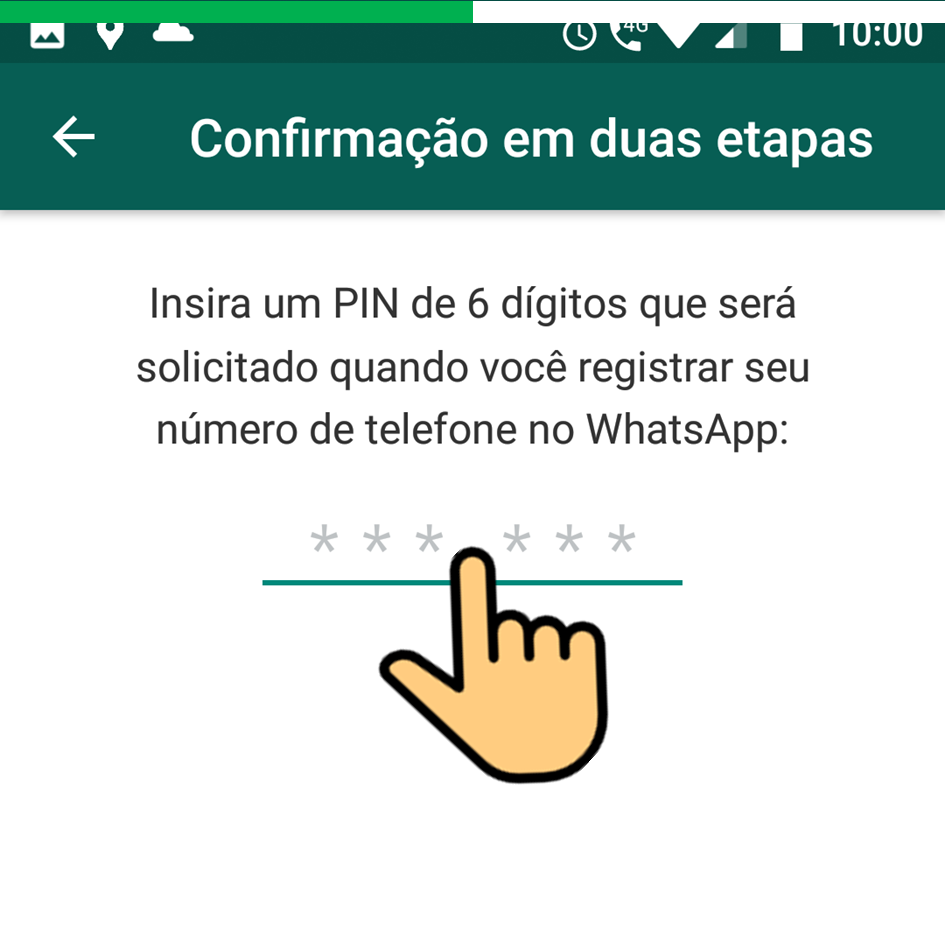 4G 10:00
Confirmação em duas etapas
Insira um PIN de 6 dígitos que será
solicitado quando você registrar seu
número de telefone no WhatsApp:
* * * * * *